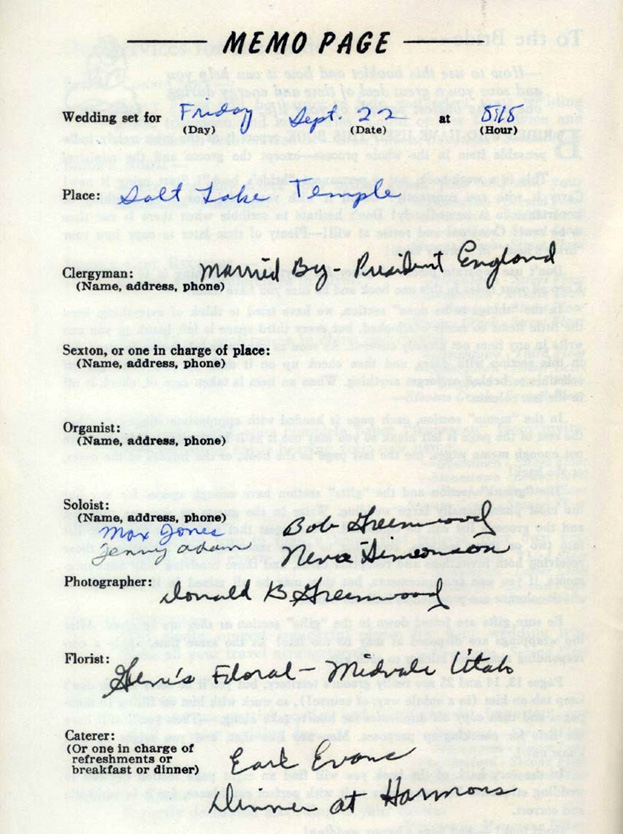 MEMO PAGE
Wedding set for Friday Sept. 22 at 5:15
(Day) (Date) (Hour)
Place: Salt Lake Temple
Clergyman: Married By - President England
(Name, address, phone)
Sexton, or one in charge of place:
(Name, address, phone)
Organist:
(Name, address, phone)
Soloist:
(Name, address, phone)
Max Jones Bob Greenwood
Jenny Adam Simonson
Photographer: Donald B Greenwood
Florist: Floral - Midvale Utah
Caterer:
(Or one in charge of
refreshments or Earl Evans
breakfast or dinner)
Dinner at Harmons